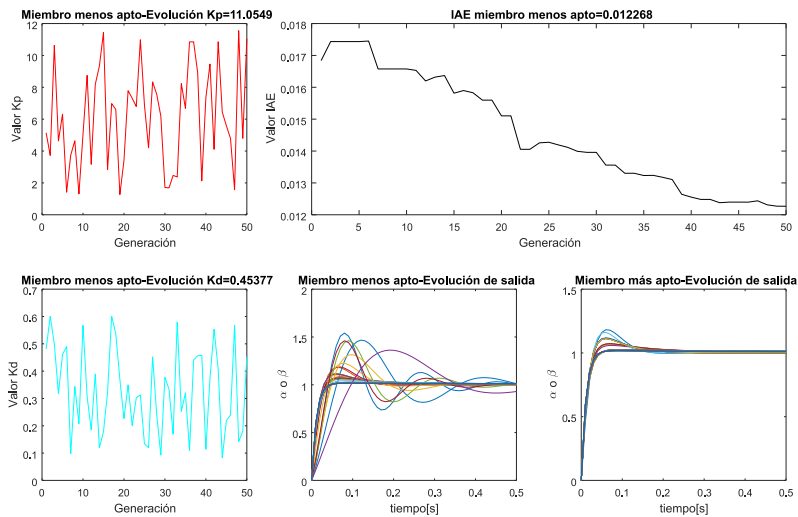 Miembro menos apto-Evolución Kp=11.0549
Valor Kp
12
10
8
6
4
2
0
0 10 20 30 40 50
Generación
IAE miembro menos apto=0.012268
Valor IAE
0.018
0.017
0.016
0.015
0.014
0.013
0.012
0 5 10 15 20 25 30 35 40 45 50
Generación
Miembro menos apto-Evolución Kd=0.45377
Valor Kd
0.7
0.6
0.5
0.4
0.3
0.2
0.1
0
0 10 20 30 40 50
Generación
Miembro menos apto-Evolución de salida
α o β
2
1.5
1
0.5
0
0 0.1 0.2 0.3 0.4 0.5
tiempo[s]
Miembro más apto-Evolución de salida
α o β
1.5
1
0.5
0
0 0.1 0.2 0.3 0.4 0.5
tiempo[s]